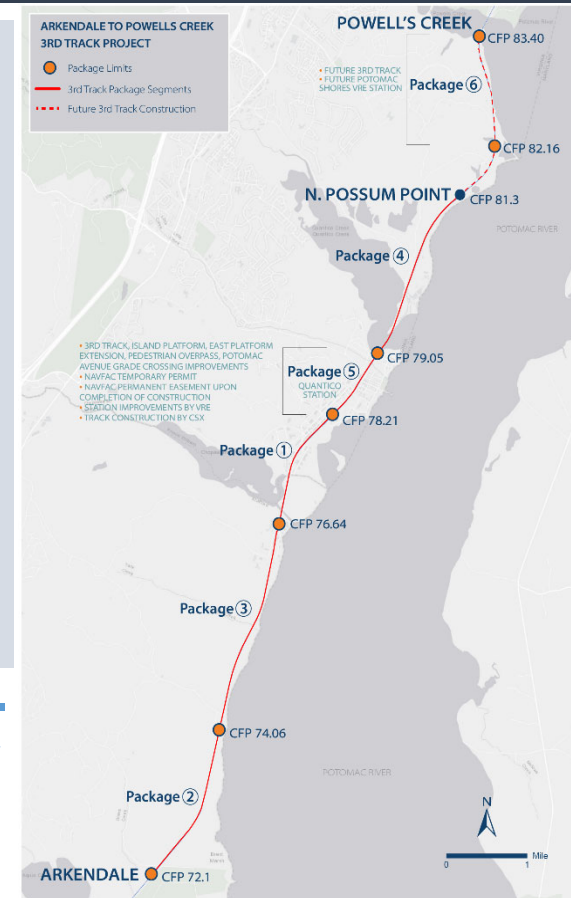 ARKENDALE TO POWELLS CREEK
3RD TRACK PROJECT
Package Limits
3rd Track Package Segments
Future 3rd Track Construction
POWELL'S CREEK
CFP 83.40
• FUTURE 3RD TRACK
• FUTURE POTOMAC
SHORES VRE STATION
Package 6
CFP 82.16
N. POSSUM POINT
CFP 81.3
POTOMAC RIVER
Package 4
• 3RD TRACK, ISLAND PLATFORM, EAST PLATFORM
EXTENSION, PEDESTRIAN OVERPASS, POTOMAC
AVENUE GRADE CROSSING IMPROVEMENTS
• NAVFAC TEMPORARY PERMIT
• NAVFAC PERMANENT EASEMENT UPON
COMPLETION OF CONSTRUCTION
• STATION IMPROVEMENTS BY VRE
• TRACK CONSTRUCTION BY CSX
CFP 79.05
Package 5
QUANTICO
STATION
CFP 78.21
Package 1
CFP 76.64
Package 3
CFP 74.06
POTOMAC RIVER
Package 2
ARKENDALE
CFP 72.1
N
0
1
Mile